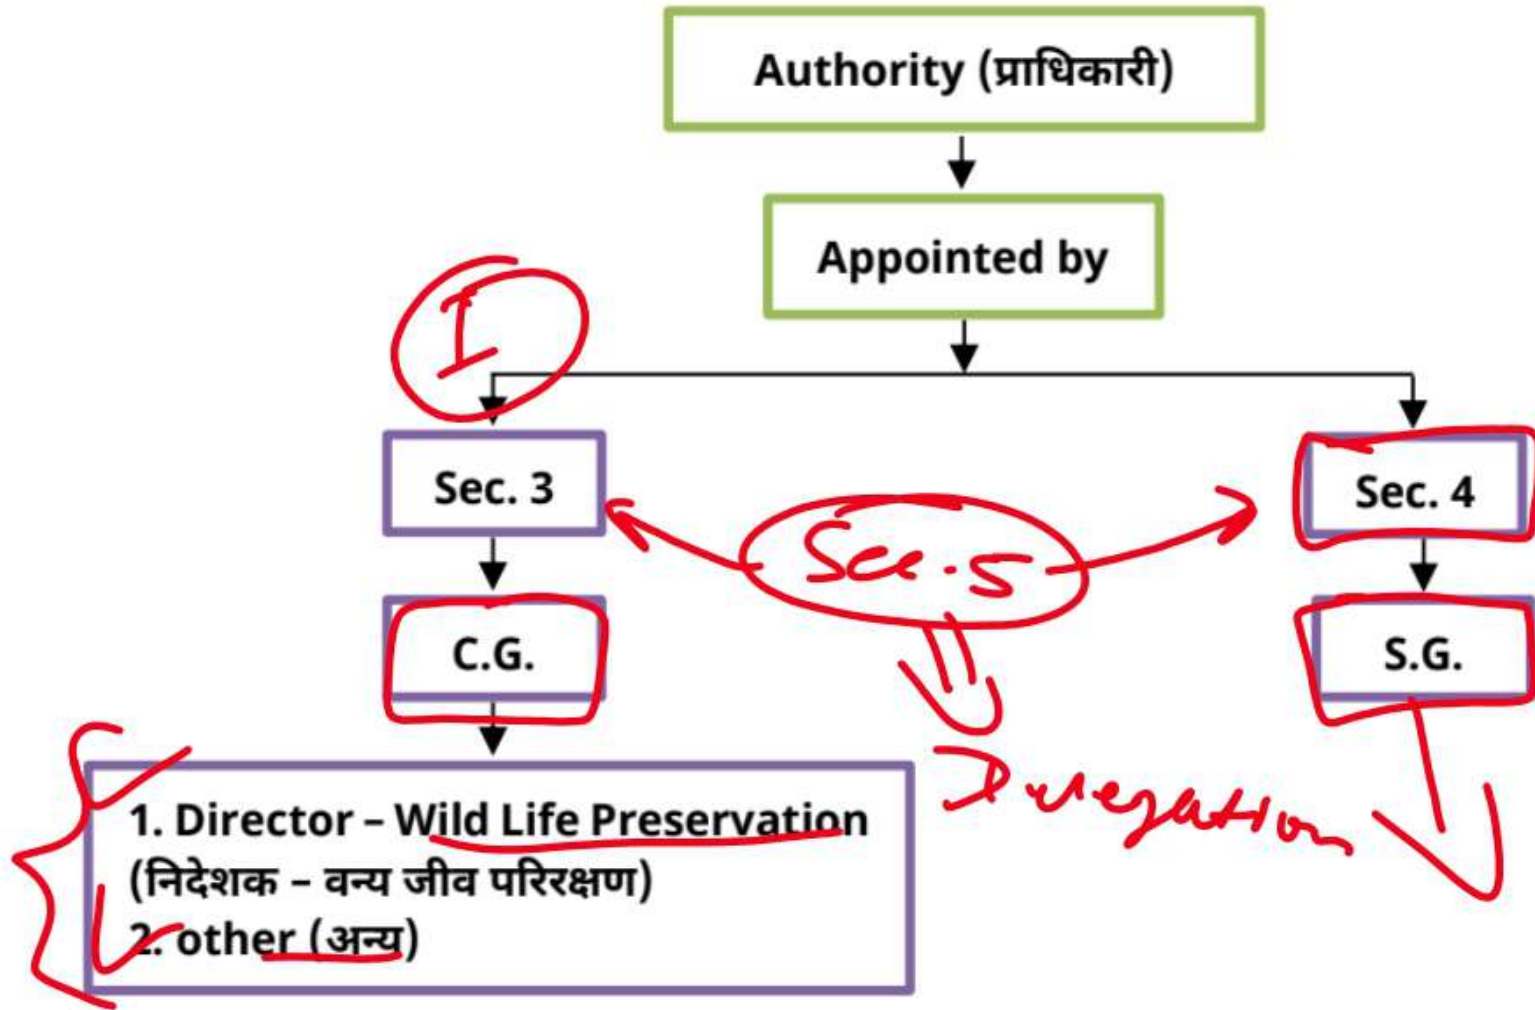 Authority (प्राधिकारी)
Appointed by
I
Sec. 3
Sec. 4
Sec. 5
C.G.
S.G.
Delegation
1. Director – Wild Life Preservation
(निदेशक – वन्य जीव परिरक्षण)
2. other (अन्य)